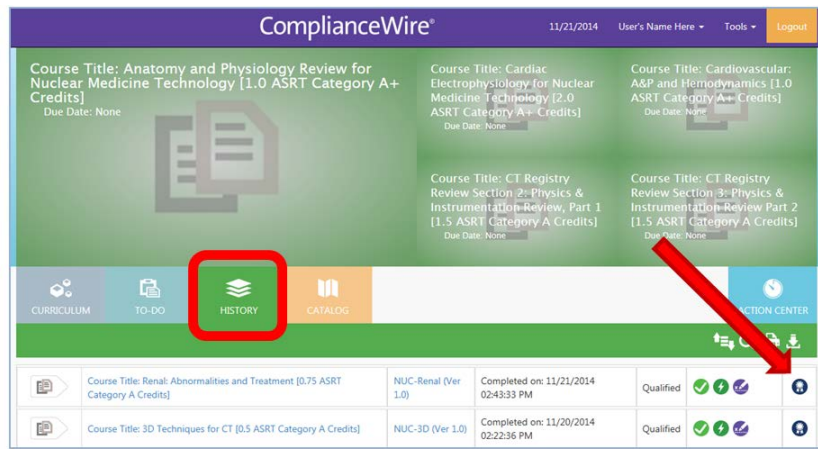 ComplianceWire®
11/21/2014
User's Name Here
Tools
Logout
Course Title: Anatomy and Physiology Review for
Nuclear Medicine Technology [1.0 ASRT Category A+
Credits]
Due Date: None
Course Title: Cardiac
Electrophysiology for Nuclear
Medicine Technology [2.0
ASRT Category A+ Credits]
Due Date: None
Course Title: Cardiovascular:
A&P and Hemodynamics [1.0
ASRT Category A+ Credits]
Due Date: None
Course Title: CT Registry
Review Section 2: Physics &
Instrumentation Review, Part 1
[1.5 ASRT Category A Credits]
Due Date: None
Course Title: CT Registry
Review Section 3: Physics &
Instrumentation Review Part 2
[1.5 ASRT Category A Credits]
Due Date: None
CURRICULUM
TO-DO
HISTORY
CATALOG
ACTION CENTER
Course Title: Renal: Abnormalities and Treatment [0.75 ASRT
Category A Credits]
NUC-Renal (Ver
1.0)
Completed on: 11/21/2014
02:43:33 PM
Qualified
Course Title: 3D Techniques for CT [0.5 ASRT Category A Credits]
NUC-3D (Ver 1.0)
Completed on: 11/20/2014
02:22:36 PM
Qualified